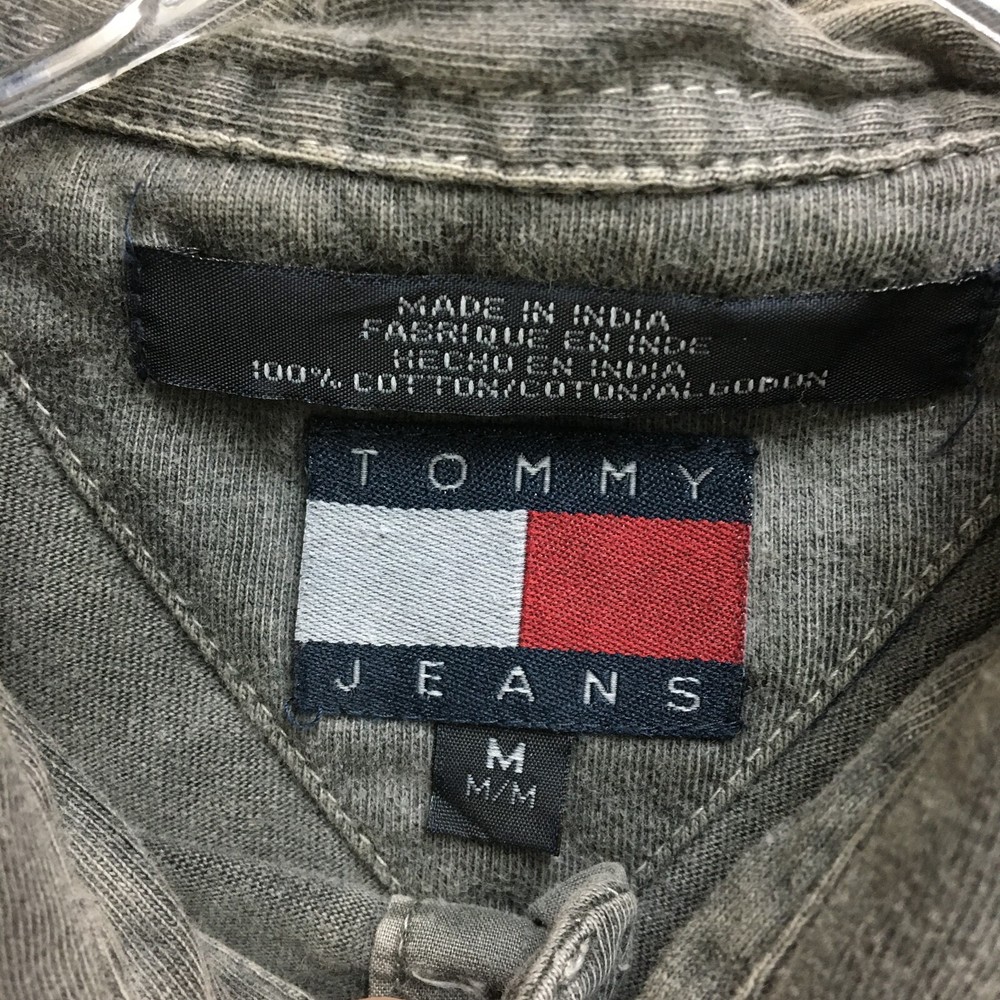 MADE IN INDIA
FABRIQUE EN INDE
HECHO EN INDIA
100% COTTON/COTON/ALGODON
TOMMY
JEANS
M
M/M